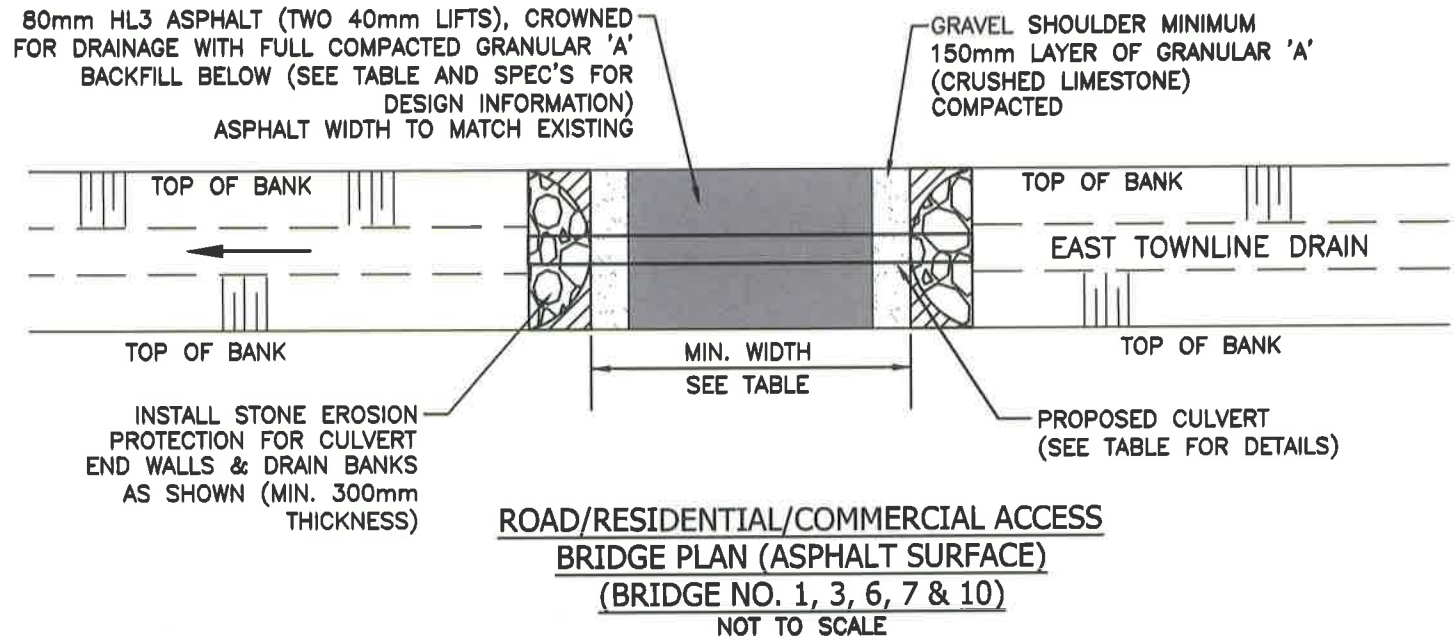 80mm HL3 ASPHALT (TWO 40mm LIFTS), CROWNED
FOR DRAINAGE WITH FULL COMPACTED GRANULAR 'A'
BACKFILL BELOW (SEE TABLE AND SPEC'S FOR
DESIGN INFORMATION)
ASPHALT WIDTH TO MATCH EXISTING
GRAVEL SHOULDER MINIMUM
150mm LAYER OF GRANULAR 'A'
(CRUSHED LIMESTONE)
COMPACTED
TOP OF BANK
TOP OF BANK
EAST TOWNLINE DRAIN
TOP OF BANK
MIN. WIDTH
SEE TABLE
TOP OF BANK
INSTALL STONE EROSION
PROTECTION FOR CULVERT
END WALLS & DRAIN BANKS
AS SHOWN (MIN. 300mm
THICKNESS)
PROPOSED CULVERT
(SEE TABLE FOR DETAILS)
ROAD/RESIDENTIAL/COMMERCIAL ACCESS
BRIDGE PLAN (ASPHALT SURFACE)
(BRIDGE NO. 1, 3, 6, 7 & 10)
NOT TO SCALE